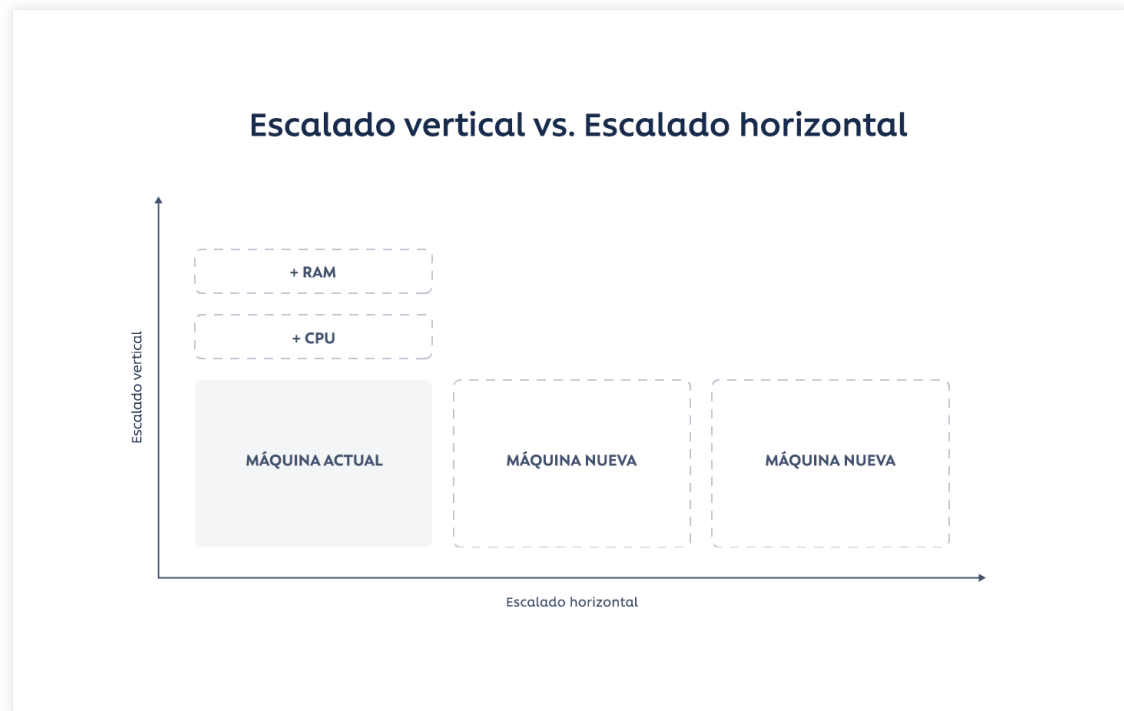 Escalado vertical vs. Escalado horizontal
Escalado vertical
+ RAM
+ CPU
MÁQUINA ACTUAL
MÁQUINA NUEVA
MÁQUINA NUEVA
Escalado horizontal